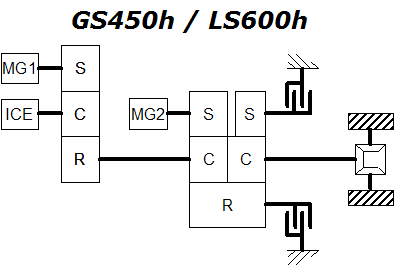 GS450h / LS600h
MG1 S
ICE C MG2 S S
R C C
R